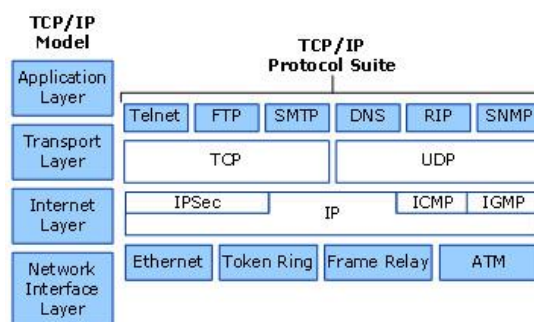 TCP/IP
Model
TCP/IP
Protocol Suite
Application
Layer
Telnet FTP SMTP DNS RIP SNMP
Transport
Layer
TCP UDP
Internet
Layer
IPSec IP ICMP IGMP
Network
Interface
Layer
Ethernet Token Ring Frame Relay ATM